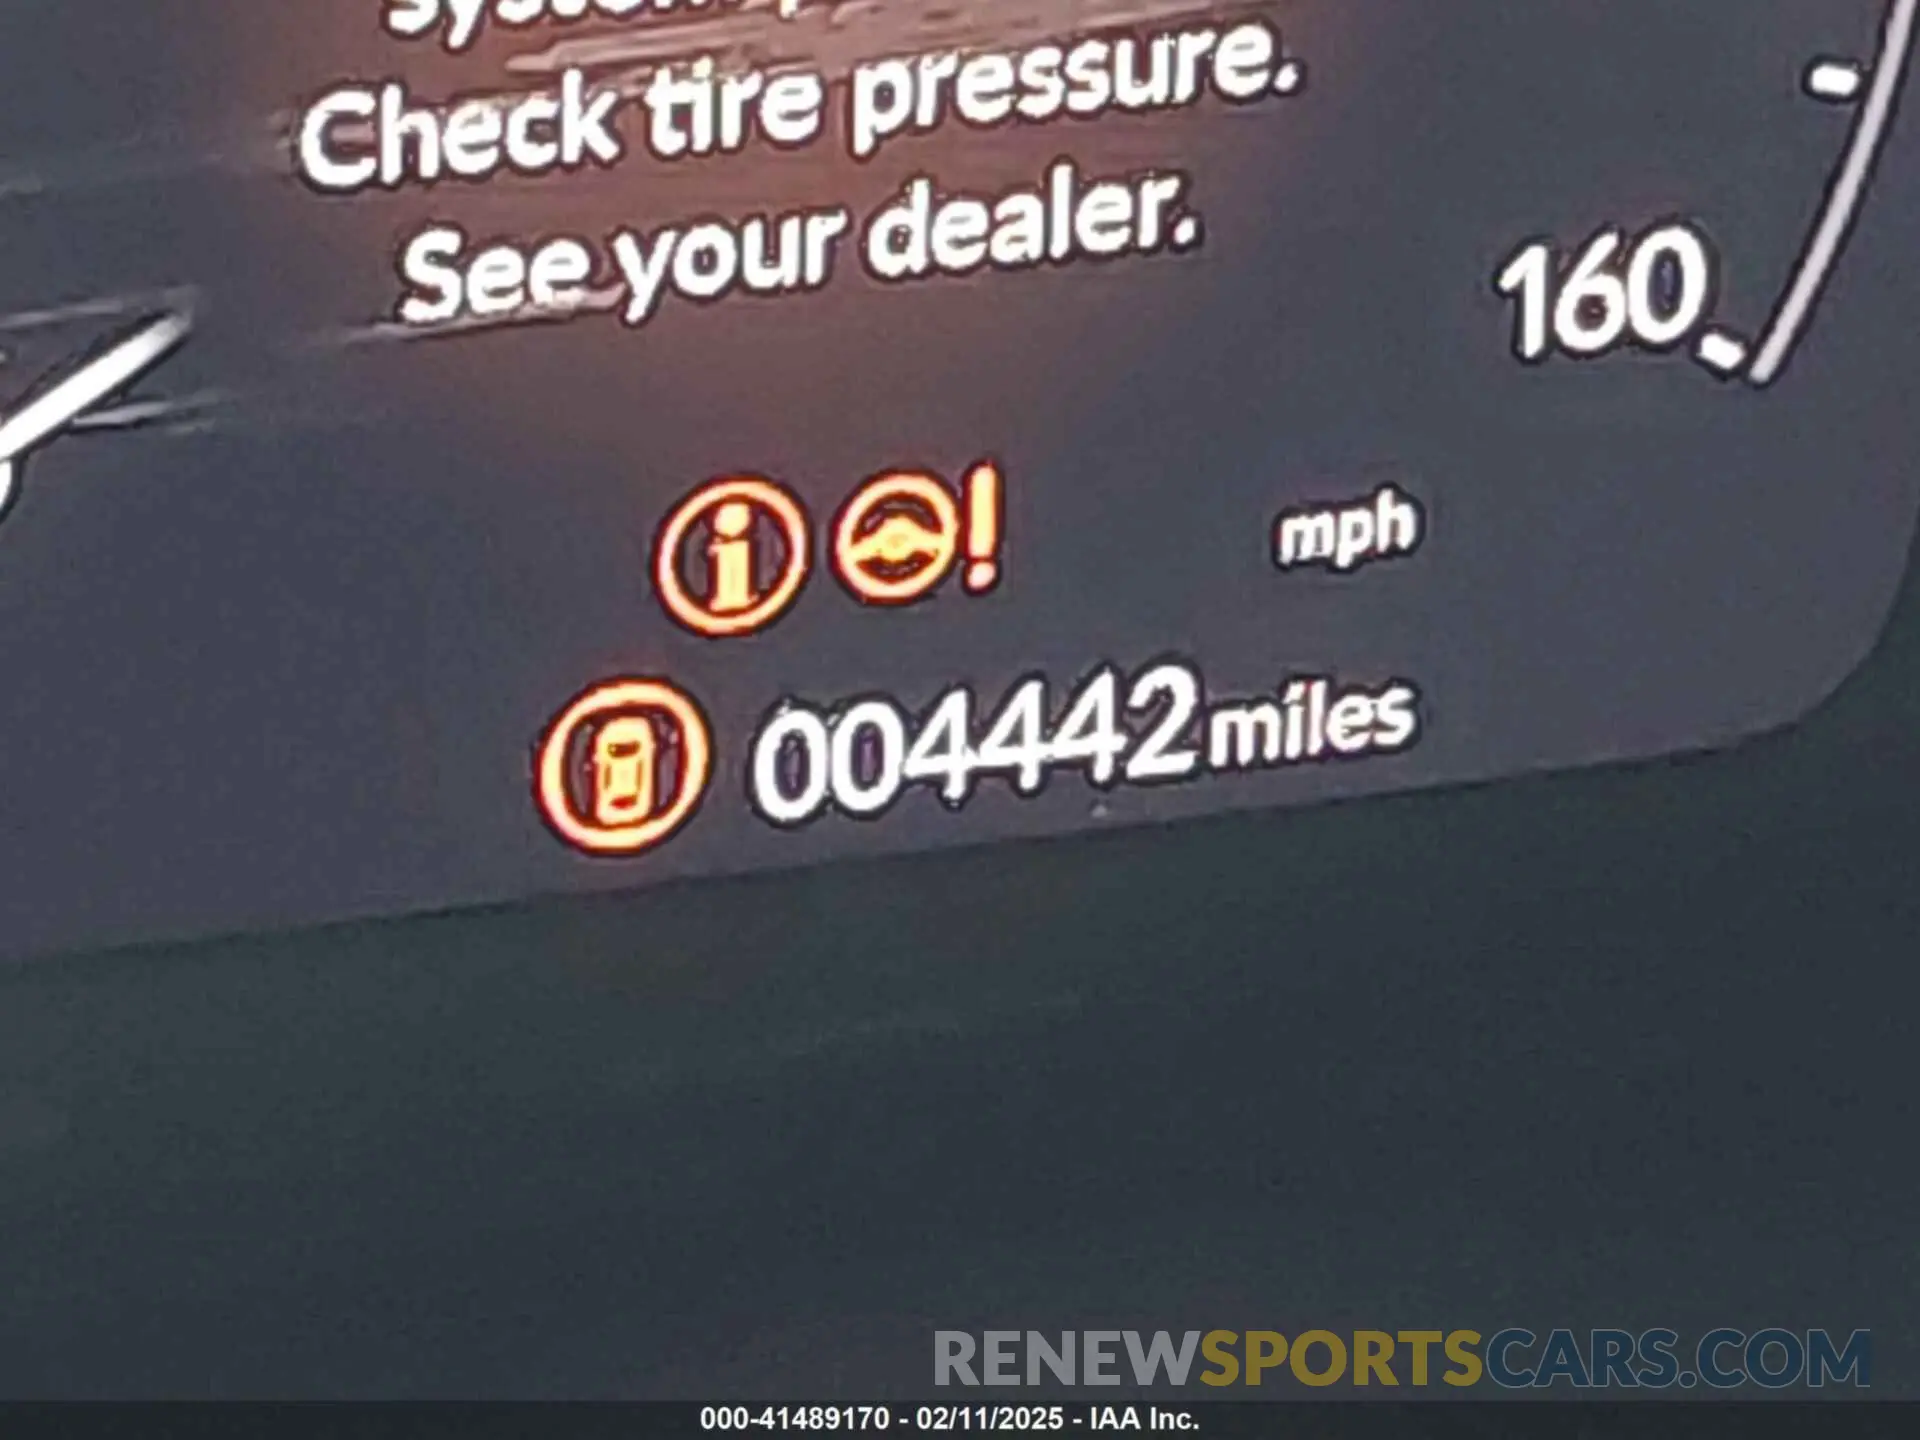 Check tire pressure.
See your dealer.
160
mph
004442 miles
RENEWSPORTSCARS.COM
000-41489170 - 02/11/2025 - IAA Inc.